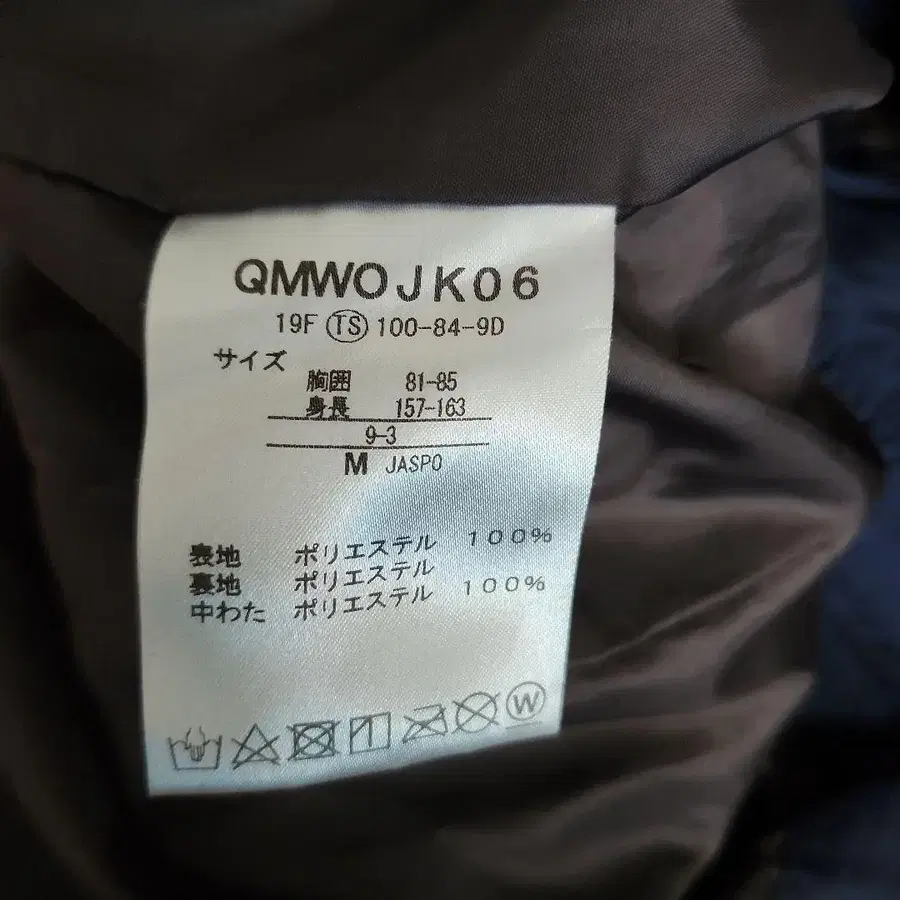 QMWOJK06
19F TS 100-84-9D
サイズ
胸囲 81-85
身長 157-163
9-3
M JASPO
表地 ポリエステル 100%
裏地 ポリエステル
中わた ポリエステル 100%
W